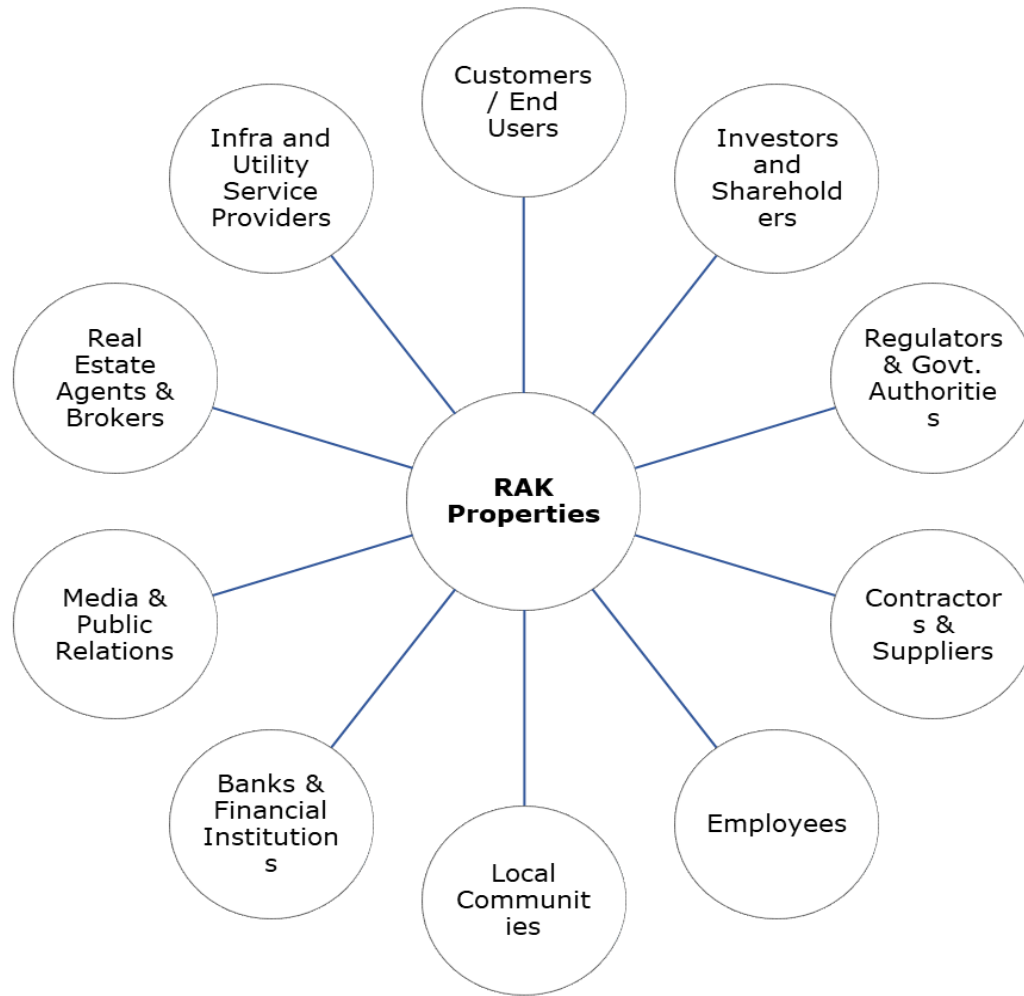 Customers
/ End
Users
Investors
and
Sharehold
ers
Regulators
& Govt.
Authoritie
s
Contractor
s &
Suppliers
Employees
Local
Communit
ies
Banks &
Financial
Institution
s
Media &
Public
Relations
Real
Estate
Agents &
Brokers
Infra and
Utility
Service
Providers
RAK
Properties